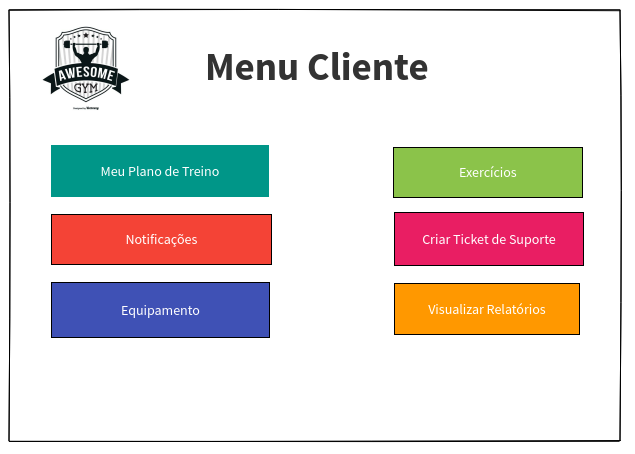 AWESOME
GYM
Menu Cliente
Meu Plano de Treino
Exercícios
Notificações
Criar Ticket de Suporte
Equipamento
Visualizar Relatórios